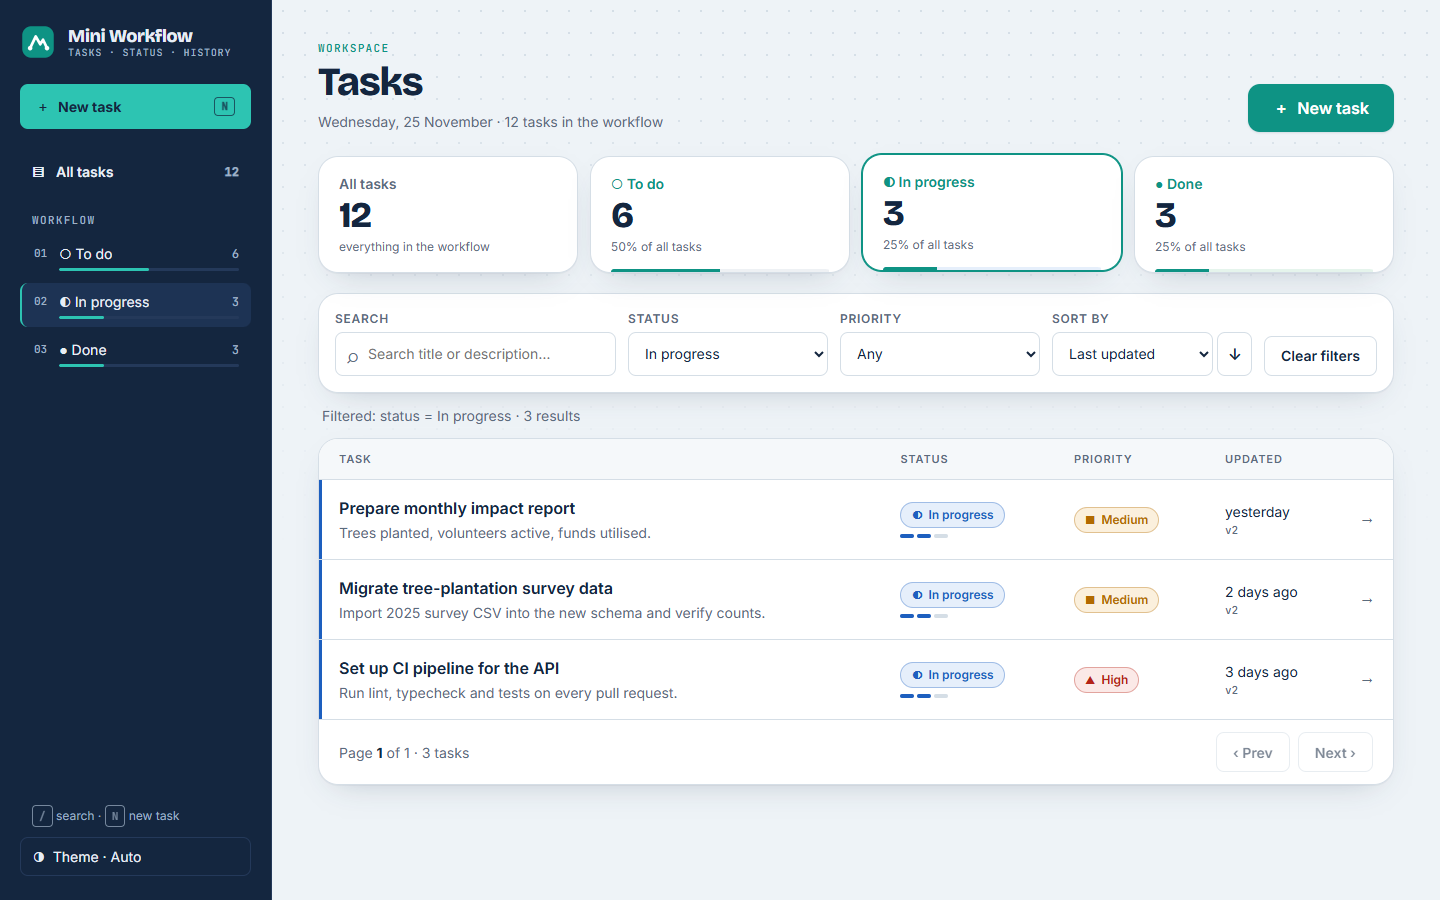 Mini Workflow
TASKS · STATUS · HISTORY
+ New task N
All tasks 12
WORKFLOW
01 To do 6
02 In progress 3
03 Done 3
/ search · N new task
Theme · Auto
WORKSPACE
Tasks
Wednesday, 25 November · 12 tasks in the workflow
+ New task
All tasks
12
everything in the workflow
To do
6
50% of all tasks
In progress
3
25% of all tasks
Done
3
25% of all tasks
SEARCH STATUS PRIORITY SORT BY
Search title or description... In progress Any Last updated ↓ Clear filters
Filtered: status = In progress · 3 results
TASK STATUS PRIORITY UPDATED
Prepare monthly impact report
Trees planted, volunteers active, funds utilised.
In progress
Medium
yesterday
v2
→
Migrate tree-plantation survey data
Import 2025 survey CSV into the new schema and verify counts.
In progress
Medium
2 days ago
v2
→
Set up CI pipeline for the API
Run lint, typecheck and tests on every pull request.
In progress
High
3 days ago
v2
→
Page 1 of 1 · 3 tasks
‹ Prev Next ›